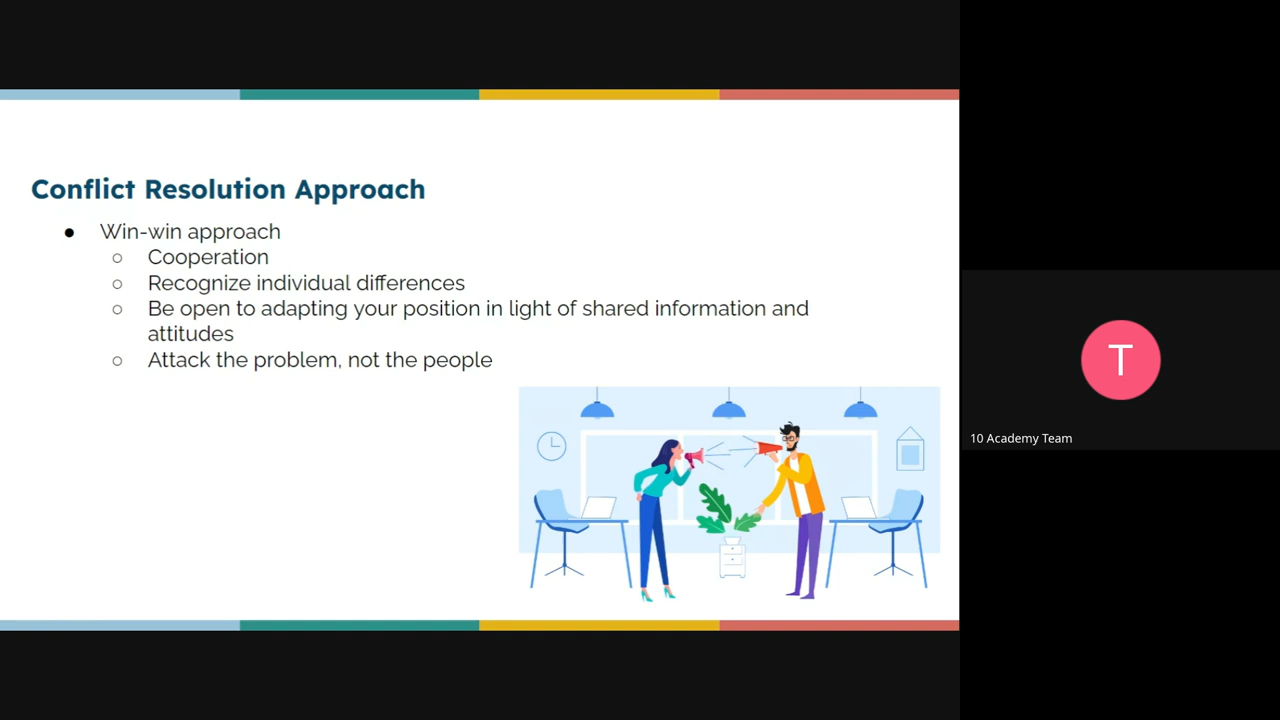 Conflict Resolution Approach
● Win-win approach
○ Cooperation
○ Recognize individual differences
○ Be open to adapting your position in light of shared information and
attitudes
○ Attack the problem, not the people
T
10 Academy Team